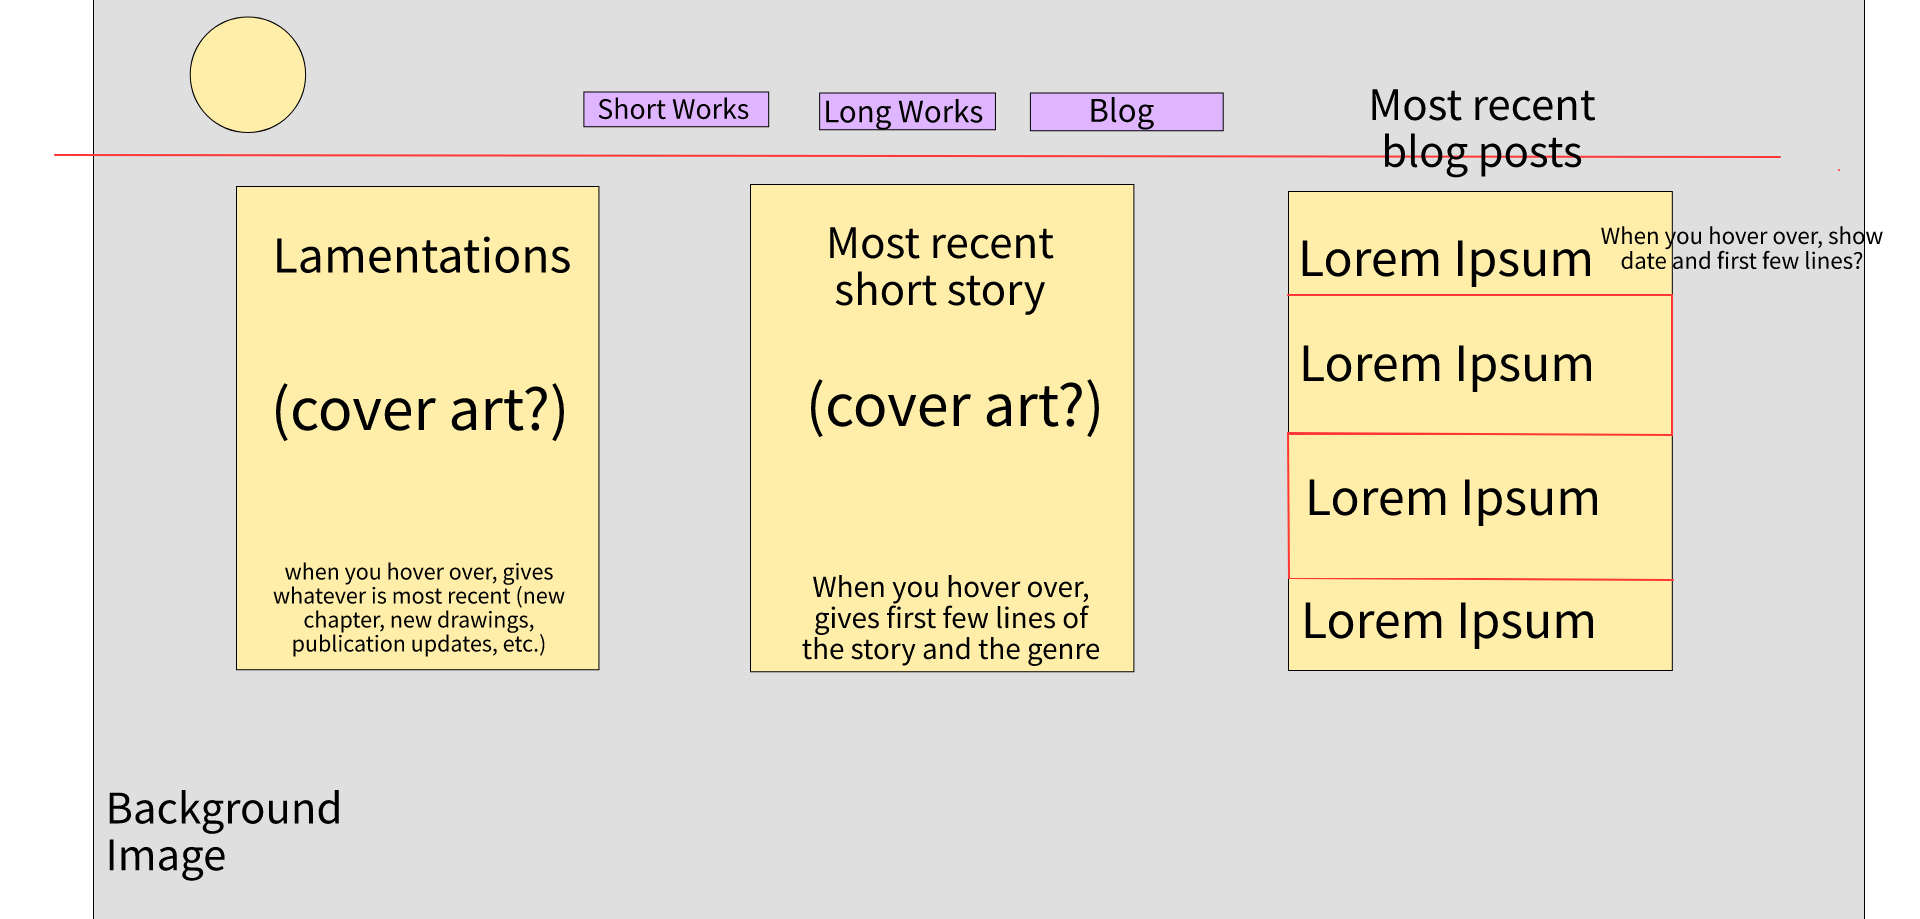 Short Works
Long Works
Blog
Most recent
blog posts
Lamentations
(cover art?)
when you hover over, gives
whatever is most recent (new
chapter, new drawings,
publication updates, etc.)
Most recent
short story
(cover art?)
When you hover over,
gives first few lines of
the story and the genre
Lorem Ipsum
When you hover over, show
date and first few lines?
Lorem Ipsum
Lorem Ipsum
Lorem Ipsum
Background
Image